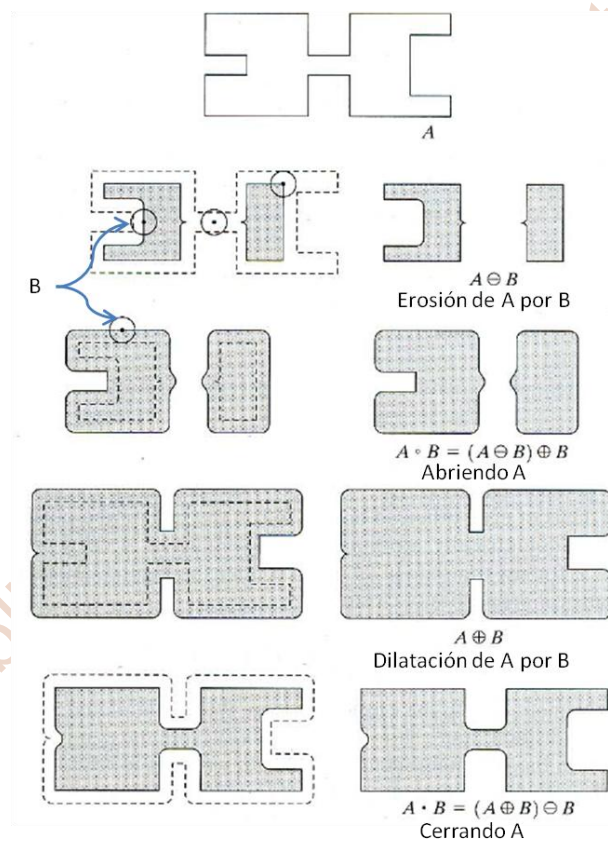 A
B
A ⊖ B
Erosión de A por B
A ∘ B = (A ⊖ B) ⊕ B
Abriendo A
A ⊕ B
Dilatación de A por B
A • B = (A ⊕ B) ⊖ B
Cerrando A